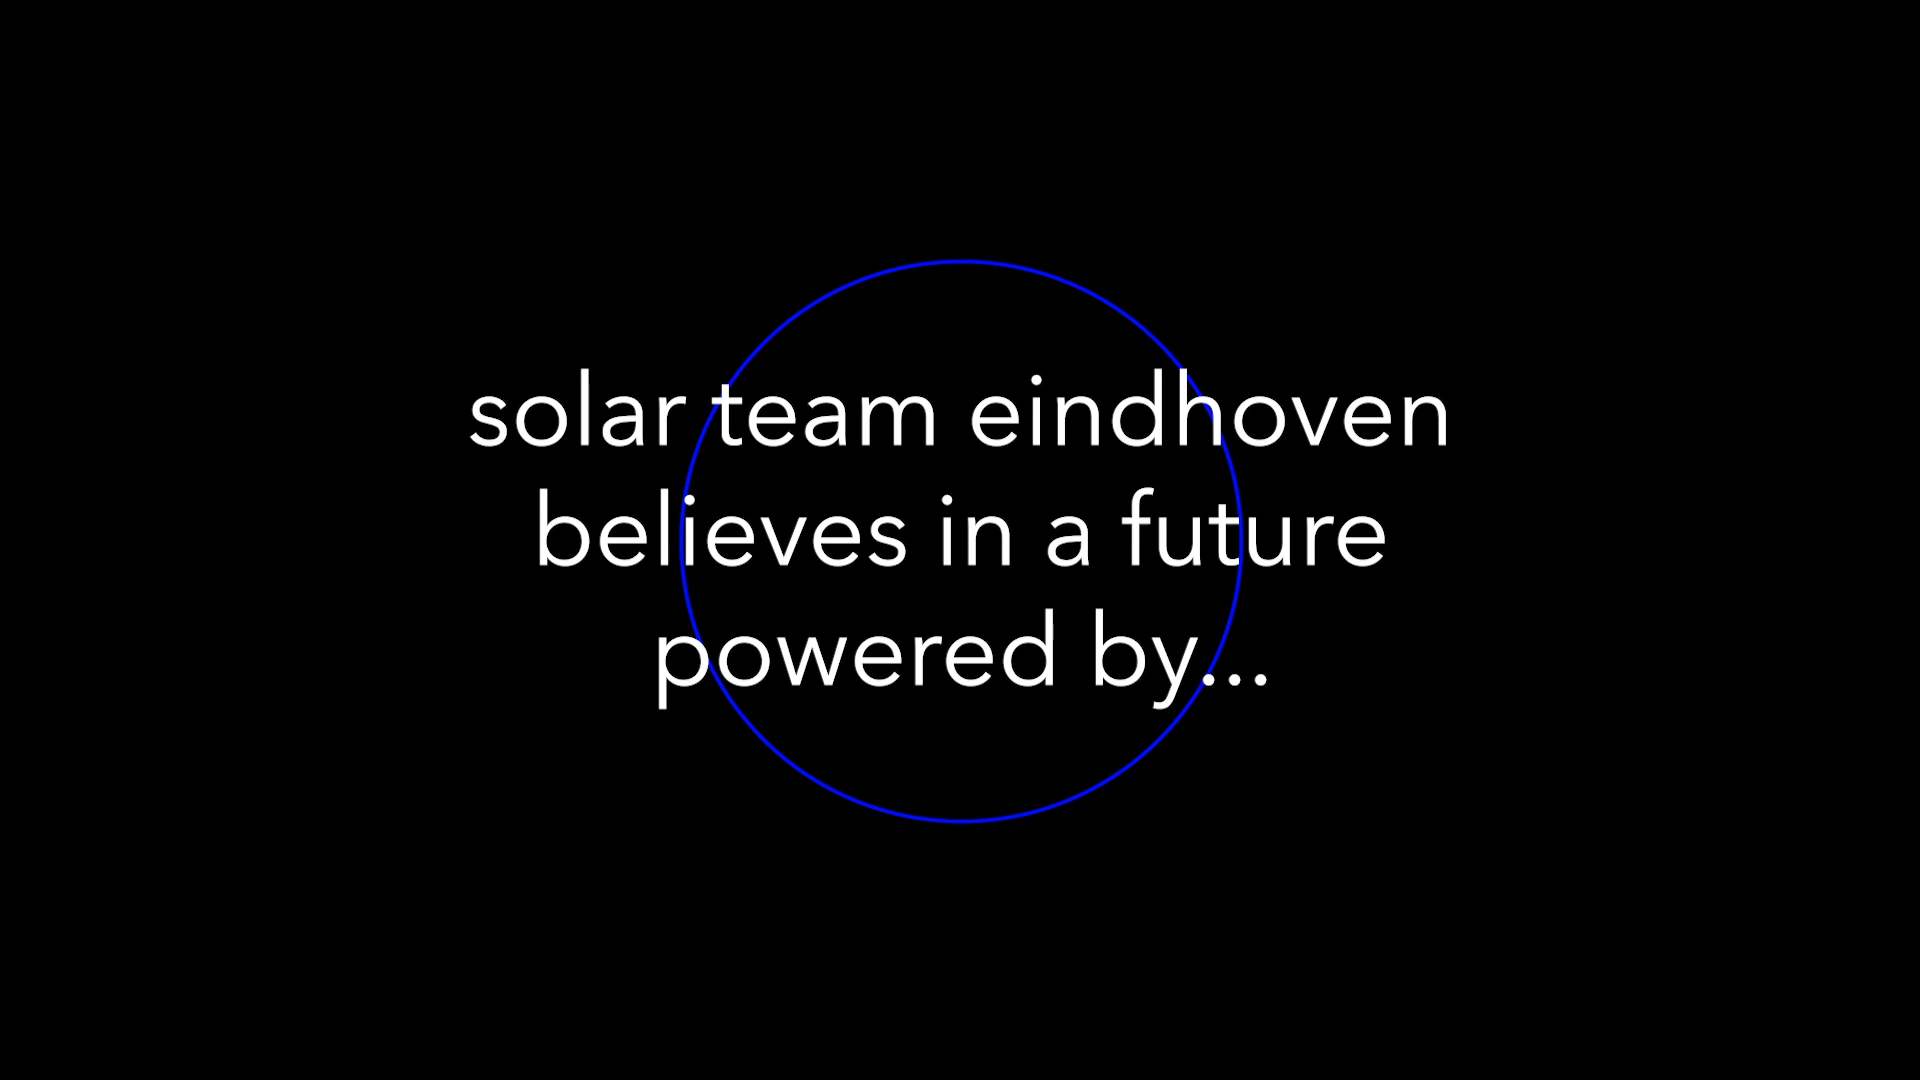 solar team eindhoven
believes in a future
powered by...